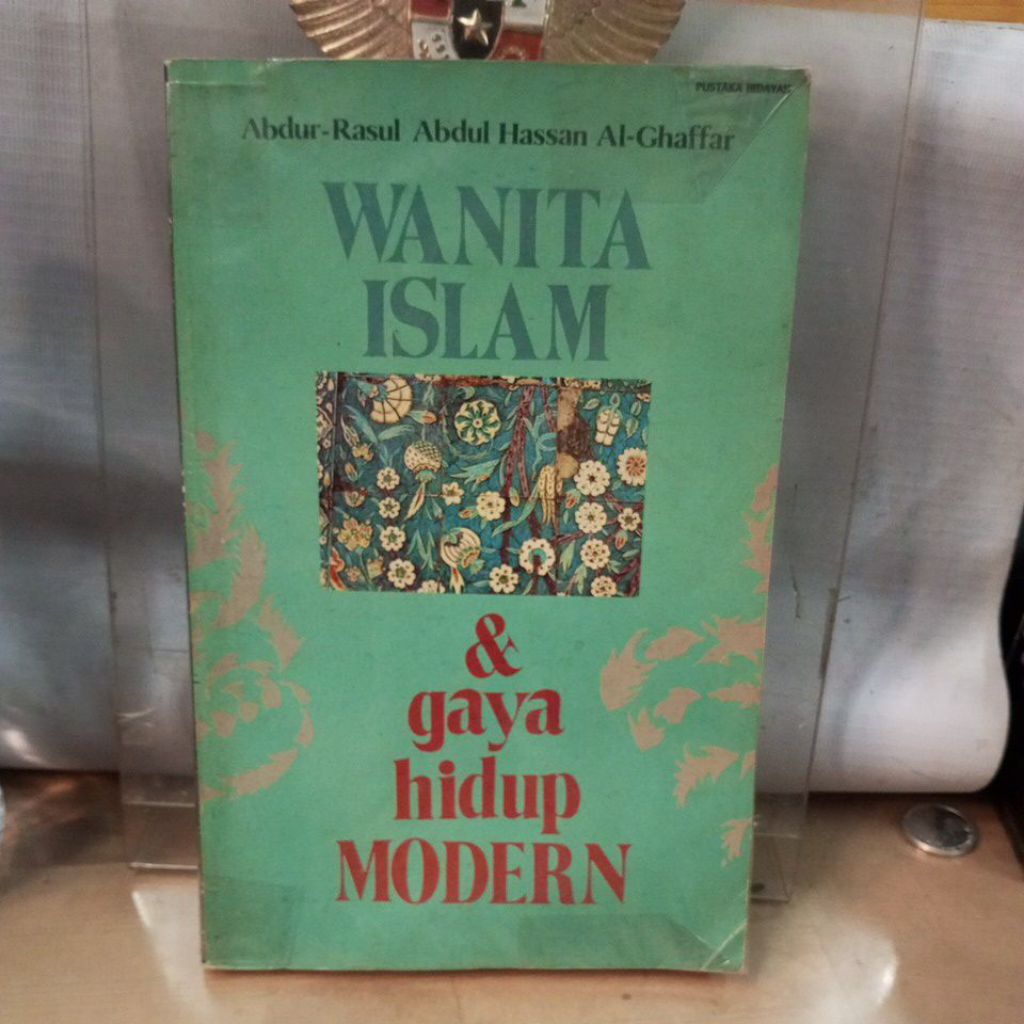 PUSTAKA HIDAYAH
Abdur-Rasul Abdul Hassan Al-Ghaffar
WANITA
ISLAM
&
gaya
hidup
MODERN